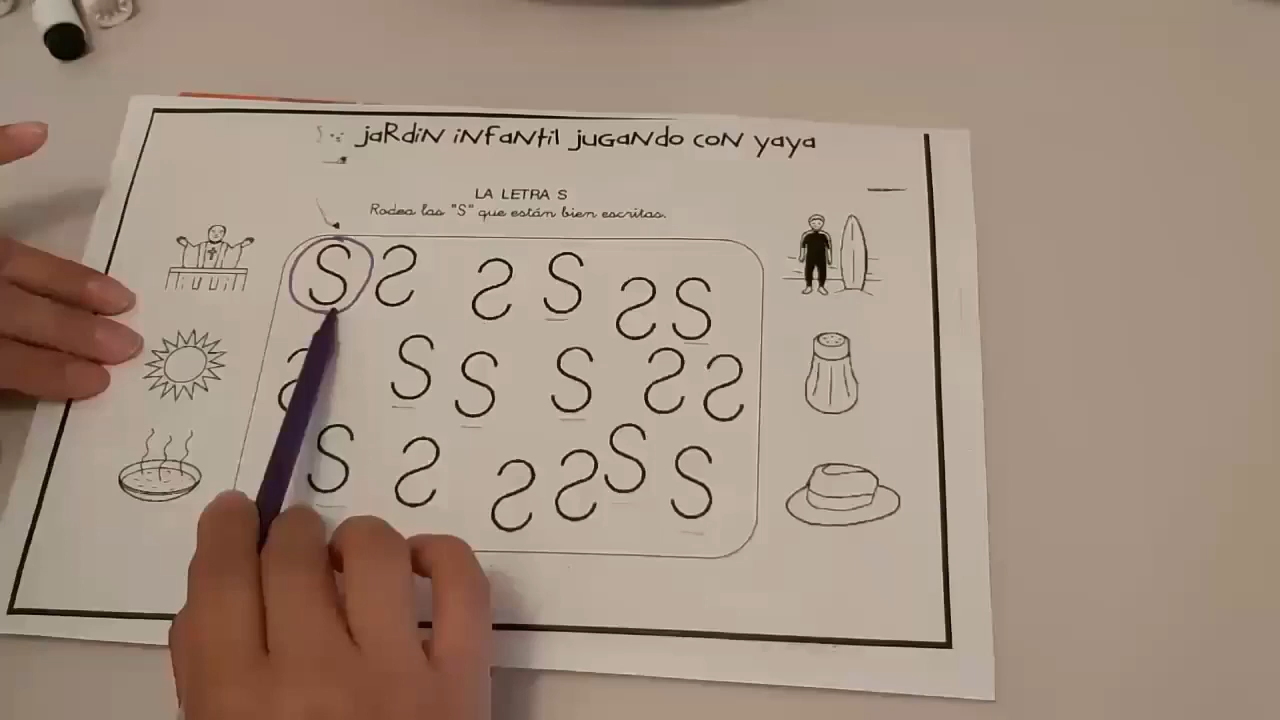 jardin infantil jugando con yaya
LA LETRA S
Rodea las "S" que están bien escritas.
S Ƨ Ƨ S Ƨ S
Ƨ S S S Ƨ Ƨ
S Ƨ Ƨ Ƨ S S